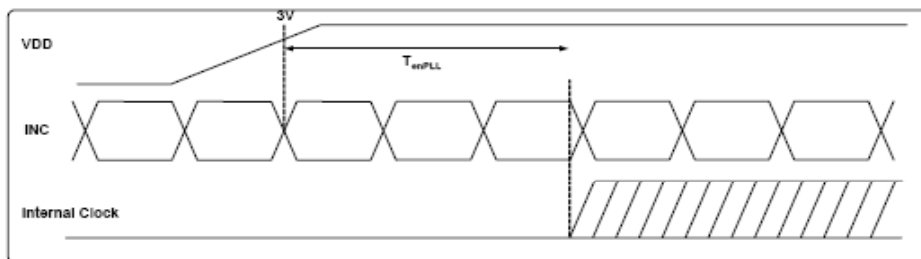 3V
VDD
TenPLL
INC
Internal Clock